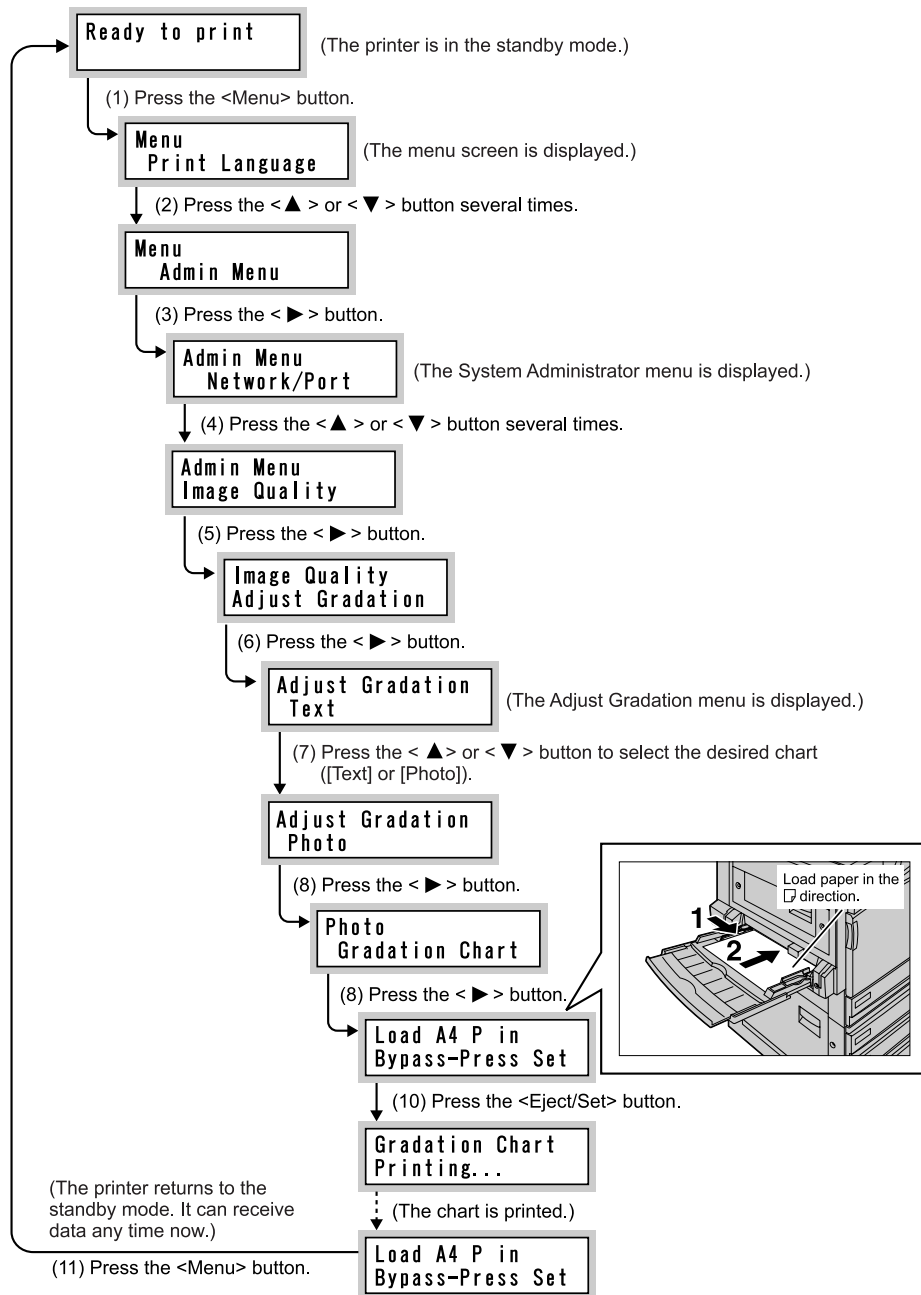 Ready to print
(The printer is in the standby mode.)
(1) Press the <Menu> button.
Menu
Print Language
(The menu screen is displayed.)
(2) Press the < ▲ > or < ▼ > button several times.
Menu
Admin Menu
(3) Press the < ▶ > button.
Admin Menu
Network/Port
(The System Administrator menu is displayed.)
(4) Press the < ▲ > or < ▼ > button several times.
Admin Menu
Image Quality
(5) Press the < ▶ > button.
Image Quality
Adjust Gradation
(6) Press the < ▶ > button.
Adjust Gradation
Text
(The Adjust Gradation menu is displayed.)
(7) Press the < ▲ > or < ▼ > button to select the desired chart
([Text] or [Photo]).
Adjust Gradation
Photo
(8) Press the < ▶ > button.
Photo
Gradation Chart
(8) Press the < ▶ > button.
Load paper in the
direction.
1
2
Load A4 P in
Bypass-Press Set
(10) Press the <Eject/Set> button.
Gradation Chart
Printing...
(The chart is printed.)
Load A4 P in
Bypass-Press Set
(The printer returns to the
standby mode. It can receive
data any time now.)
(11) Press the <Menu> button.